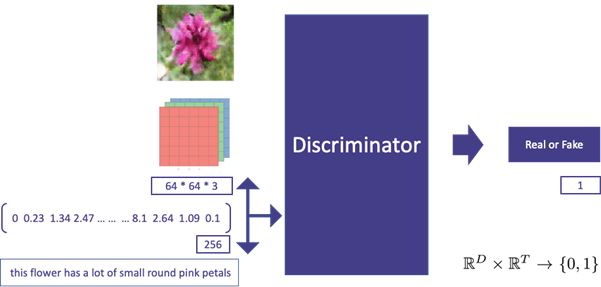 64 * 64 * 3
0 0.23 1.34 2.47 ... ... ... 8.1 2.64 1.09 0.1
256
this flower has a lot of small round pink petals
Discriminator
Real or Fake
1
ℝ^D × ℝ^T → {0,1}